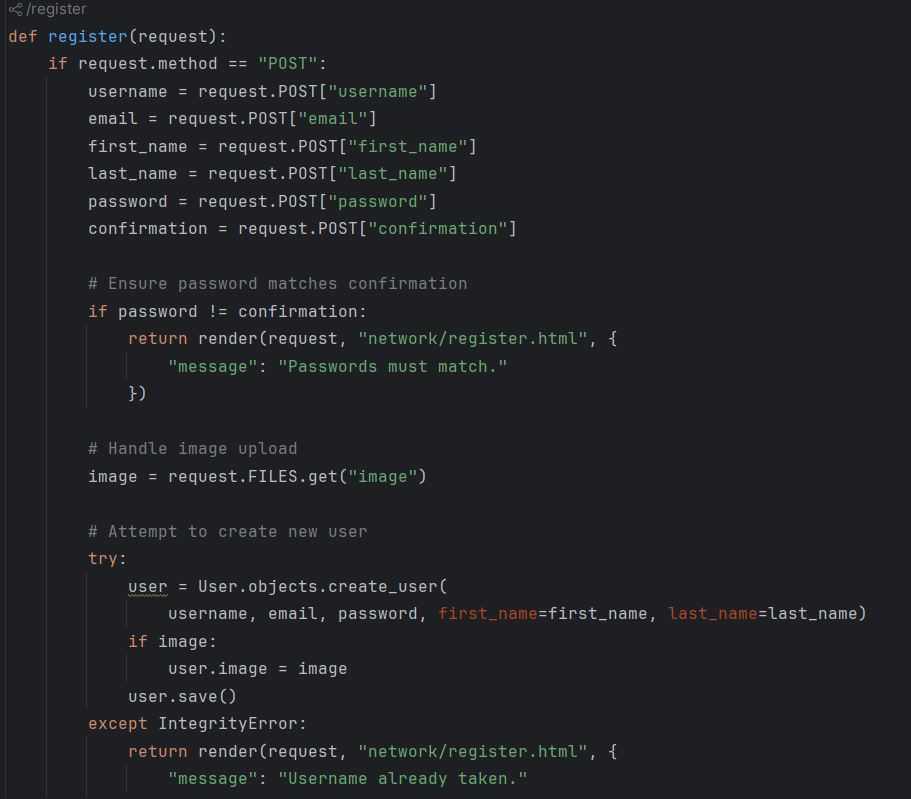 /register
def register(request):
    if request.method == "POST":
        username = request.POST["username"]
        email = request.POST["email"]
        first_name = request.POST["first_name"]
        last_name = request.POST["last_name"]
        password = request.POST["password"]
        confirmation = request.POST["confirmation"]

        # Ensure password matches confirmation
        if password != confirmation:
            return render(request, "network/register.html", {
                "message": "Passwords must match."
            })

        # Handle image upload
        image = request.FILES.get("image")

        # Attempt to create new user
        try:
            user = User.objects.create_user(
                username, email, password, first_name=first_name, last_name=last_name)
            if image:
                user.image = image
            user.save()
        except IntegrityError:
            return render(request, "network/register.html", {
                "message": "Username already taken."